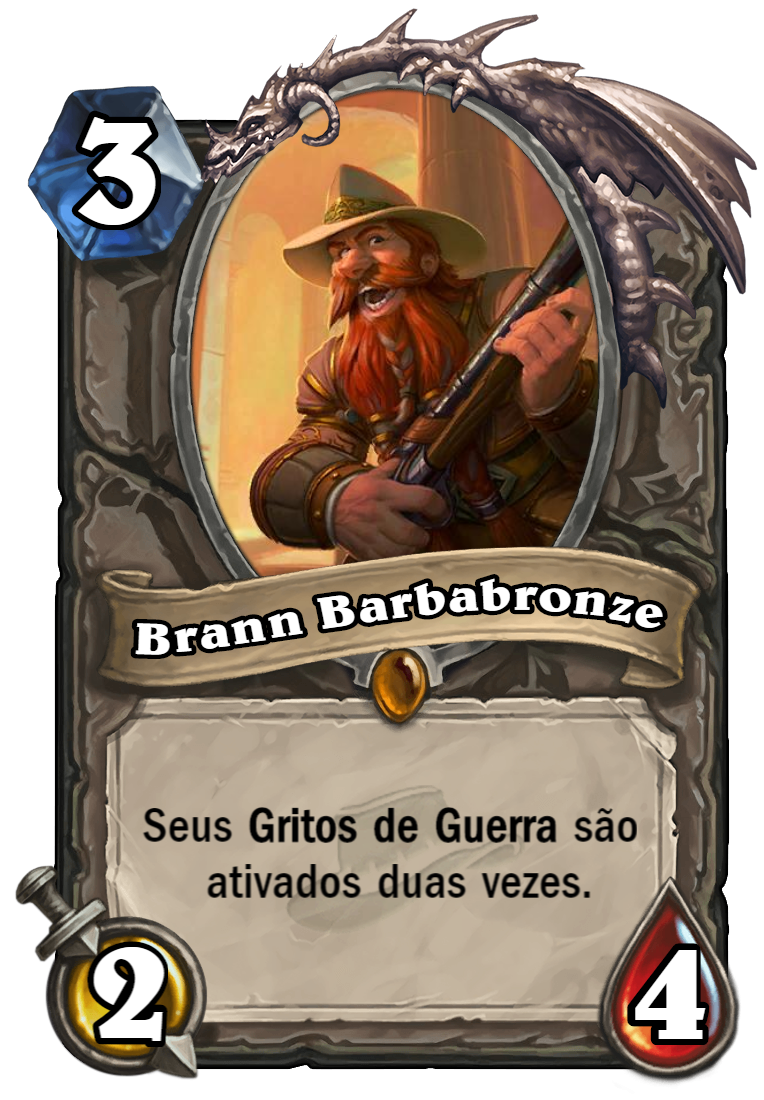 3
Brann Barbabronze
Seus Gritos de Guerra são
ativados duas vezes.
2
4